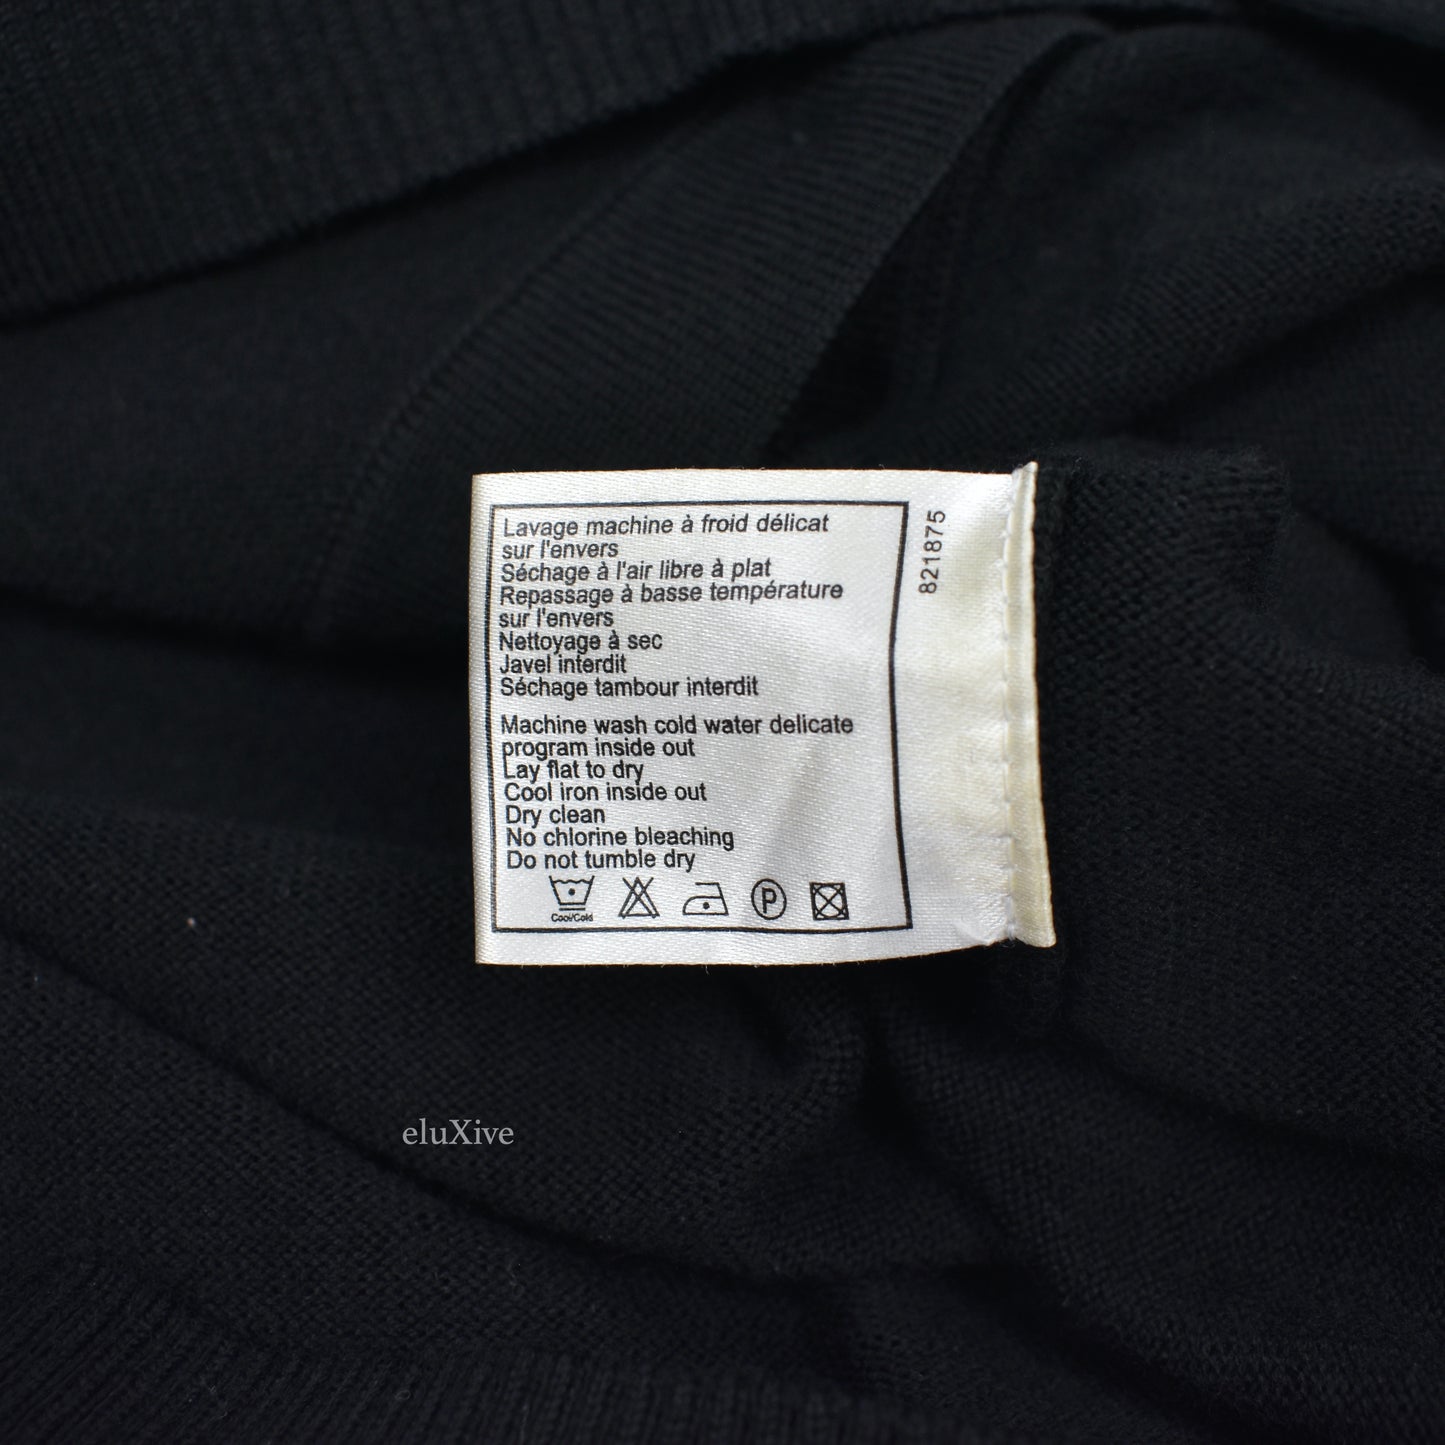 Lavage machine à froid délicat
sur l'envers
Séchage à l'air libre à plat
Repassage à basse température
sur l'envers
Nettoyage à sec
Javel interdit
Séchage tambour interdit
Machine wash cold water delicate
program inside out
Lay flat to dry
Cool iron inside out
Dry clean
No chlorine bleaching
Do not tumble dry
Cool/Cold
P
821875
eluXive